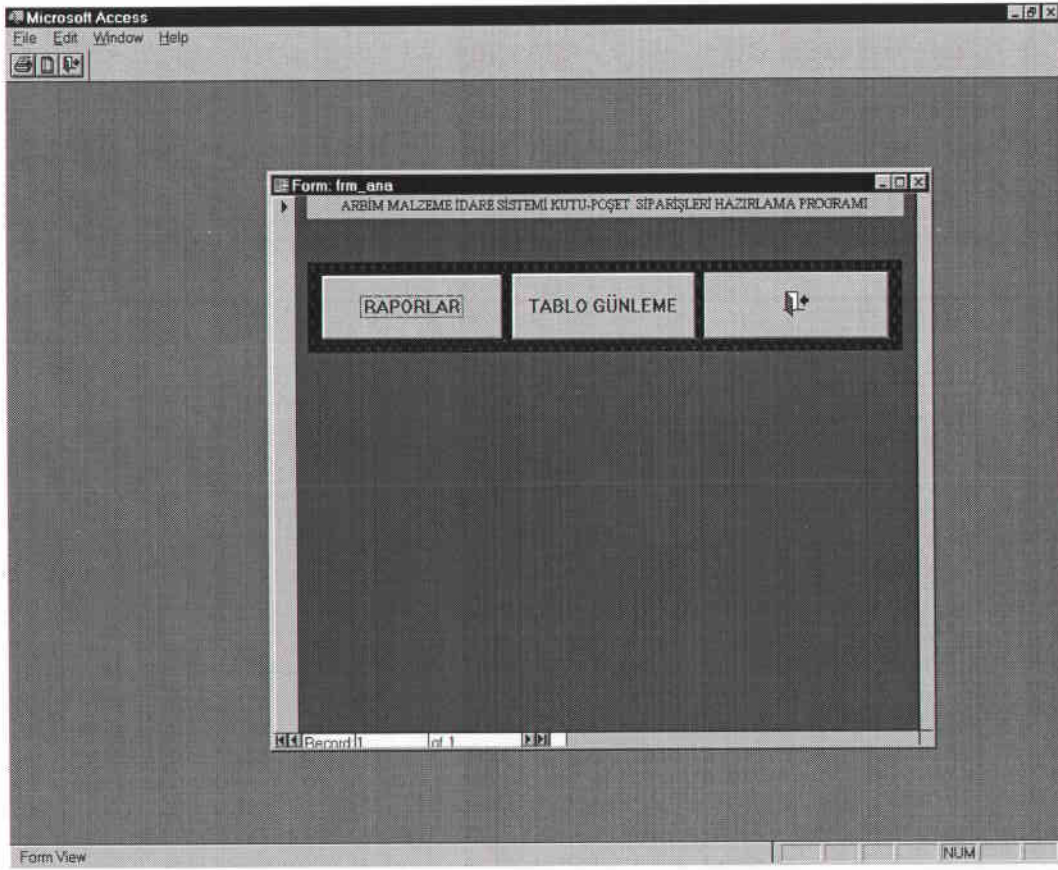 Microsoft Access
File Edit Window Help
Form: frm_ana
ARBİM MALZEME İDARE SİSTEMİ KUTU-POŞET SİPARİŞLERİ HAZIRLAMA PROGRAMI
RAPORLAR TABLO GÜNLEME
Record 1 of 1
Form View NUM